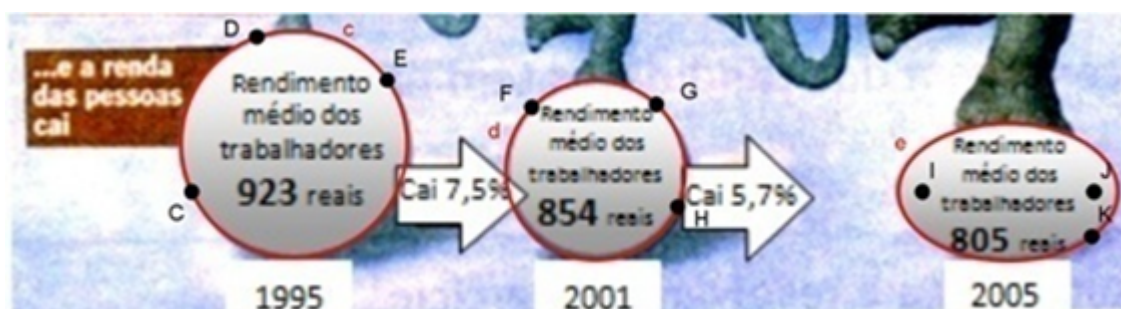 ...e a renda
das pessoas
cai
D
c
E
C
Rendimento
médio dos
trabalhadores
923 reais
1995
Cai 7,5%
F
G
d
H
Rendimento
médio dos
trabalhadores
854 reais
2001
Cai 5,7%
e
I
J
K
Rendimento
médio dos
trabalhadores
805 reais
2005